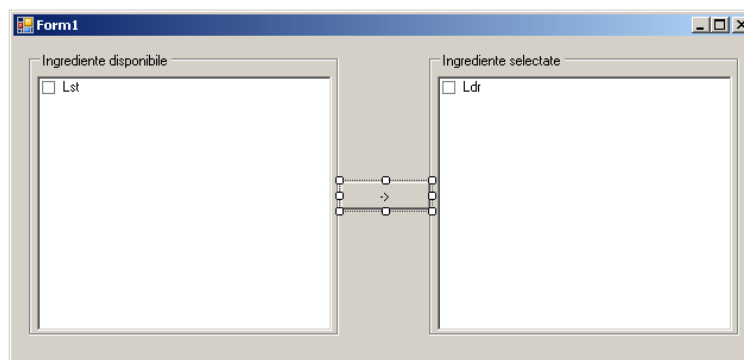 Form1
Ingrediente disponibile
Ingrediente selectate
Lst
Ldr
->